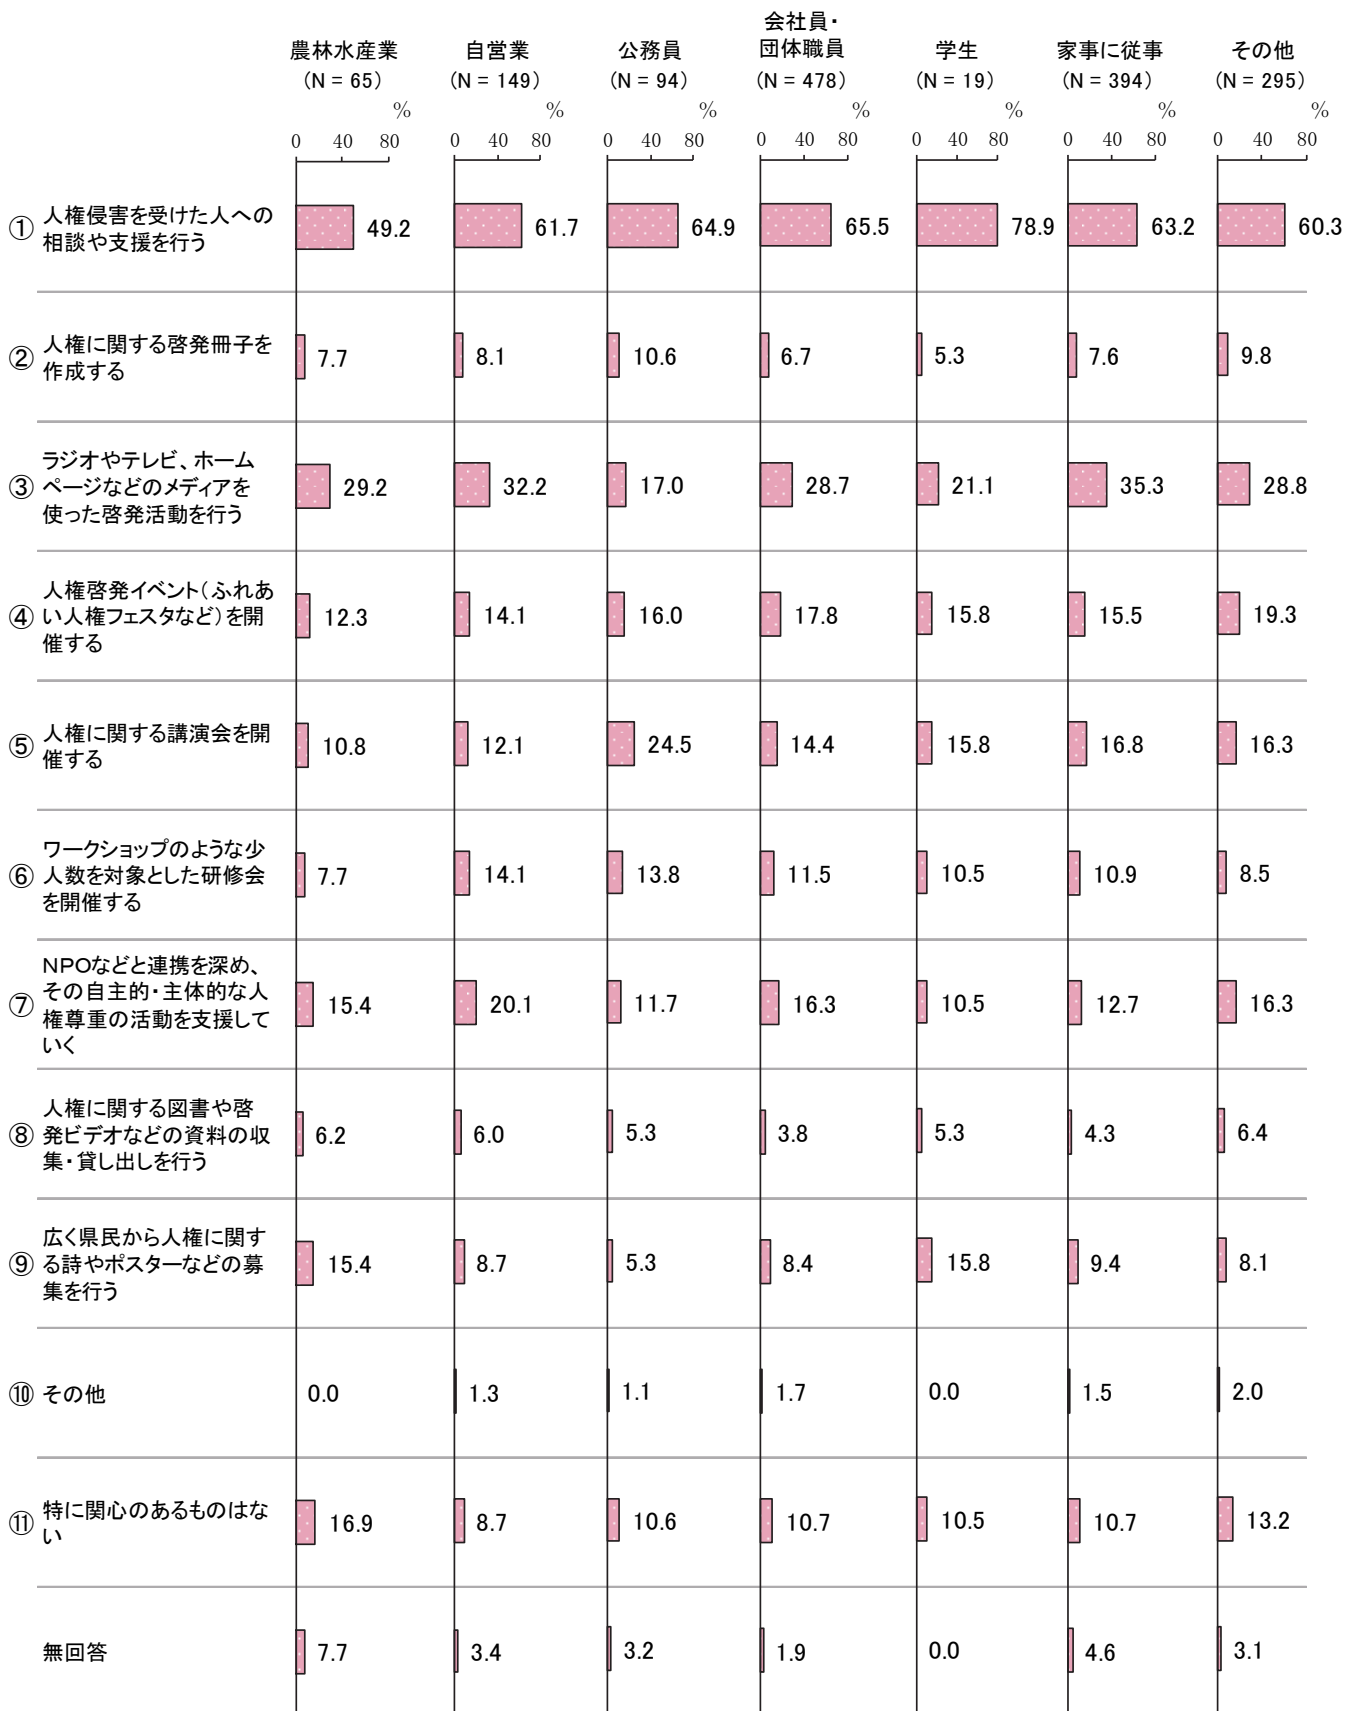 農林水産業
(N = 65)
自営業
(N = 149)
公務員
(N = 94)
会社員・
団体職員
(N = 478)
学生
(N = 19)
家事に従事
(N = 394)
その他
(N = 295)
% % % % % % %
0 40 80 0 40 80 0 40 80 0 40 80 0 40 80 0 40 80 0 40 80
① 人権侵害を受けた人への
相談や支援を行う
49.2 61.7 64.9 65.5 78.9 63.2 60.3
② 人権に関する啓発冊子を
作成する
7.7 8.1 10.6 6.7 5.3 7.6 9.8
③ ラジオやテレビ、ホーム
ページなどのメディアを
使った啓発活動を行う
29.2 32.2 17.0 28.7 21.1 35.3 28.8
④ 人権啓発イベント(ふれあ
い人権フェスタなど)を開
催する
12.3 14.1 16.0 17.8 15.8 15.5 19.3
⑤ 人権に関する講演会を開
催する
10.8 12.1 24.5 14.4 15.8 16.8 16.3
⑥ ワークショップのような少
人数を対象とした研修会
を開催する
7.7 14.1 13.8 11.5 10.5 10.9 8.5
⑦ NPOなどと連携を深め、
その自主的・主体的な人
権尊重の活動を支援して
いく
15.4 20.1 11.7 16.3 10.5 12.7 16.3
⑧ 人権に関する図書や啓
発ビデオなどの資料の収
集・貸し出しを行う
6.2 6.0 5.3 3.8 5.3 4.3 6.4
⑨ 広く県民から人権に関す
る詩やポスターなどの募
集を行う
15.4 8.7 5.3 8.4 15.8 9.4 8.1
⑩ その他
0.0 1.3 1.1 1.7 0.0 1.5 2.0
⑪ 特に関心のあるものはな
い
16.9 8.7 10.6 10.7 10.5 10.7 13.2
無回答
7.7 3.4 3.2 1.9 0.0 4.6 3.1